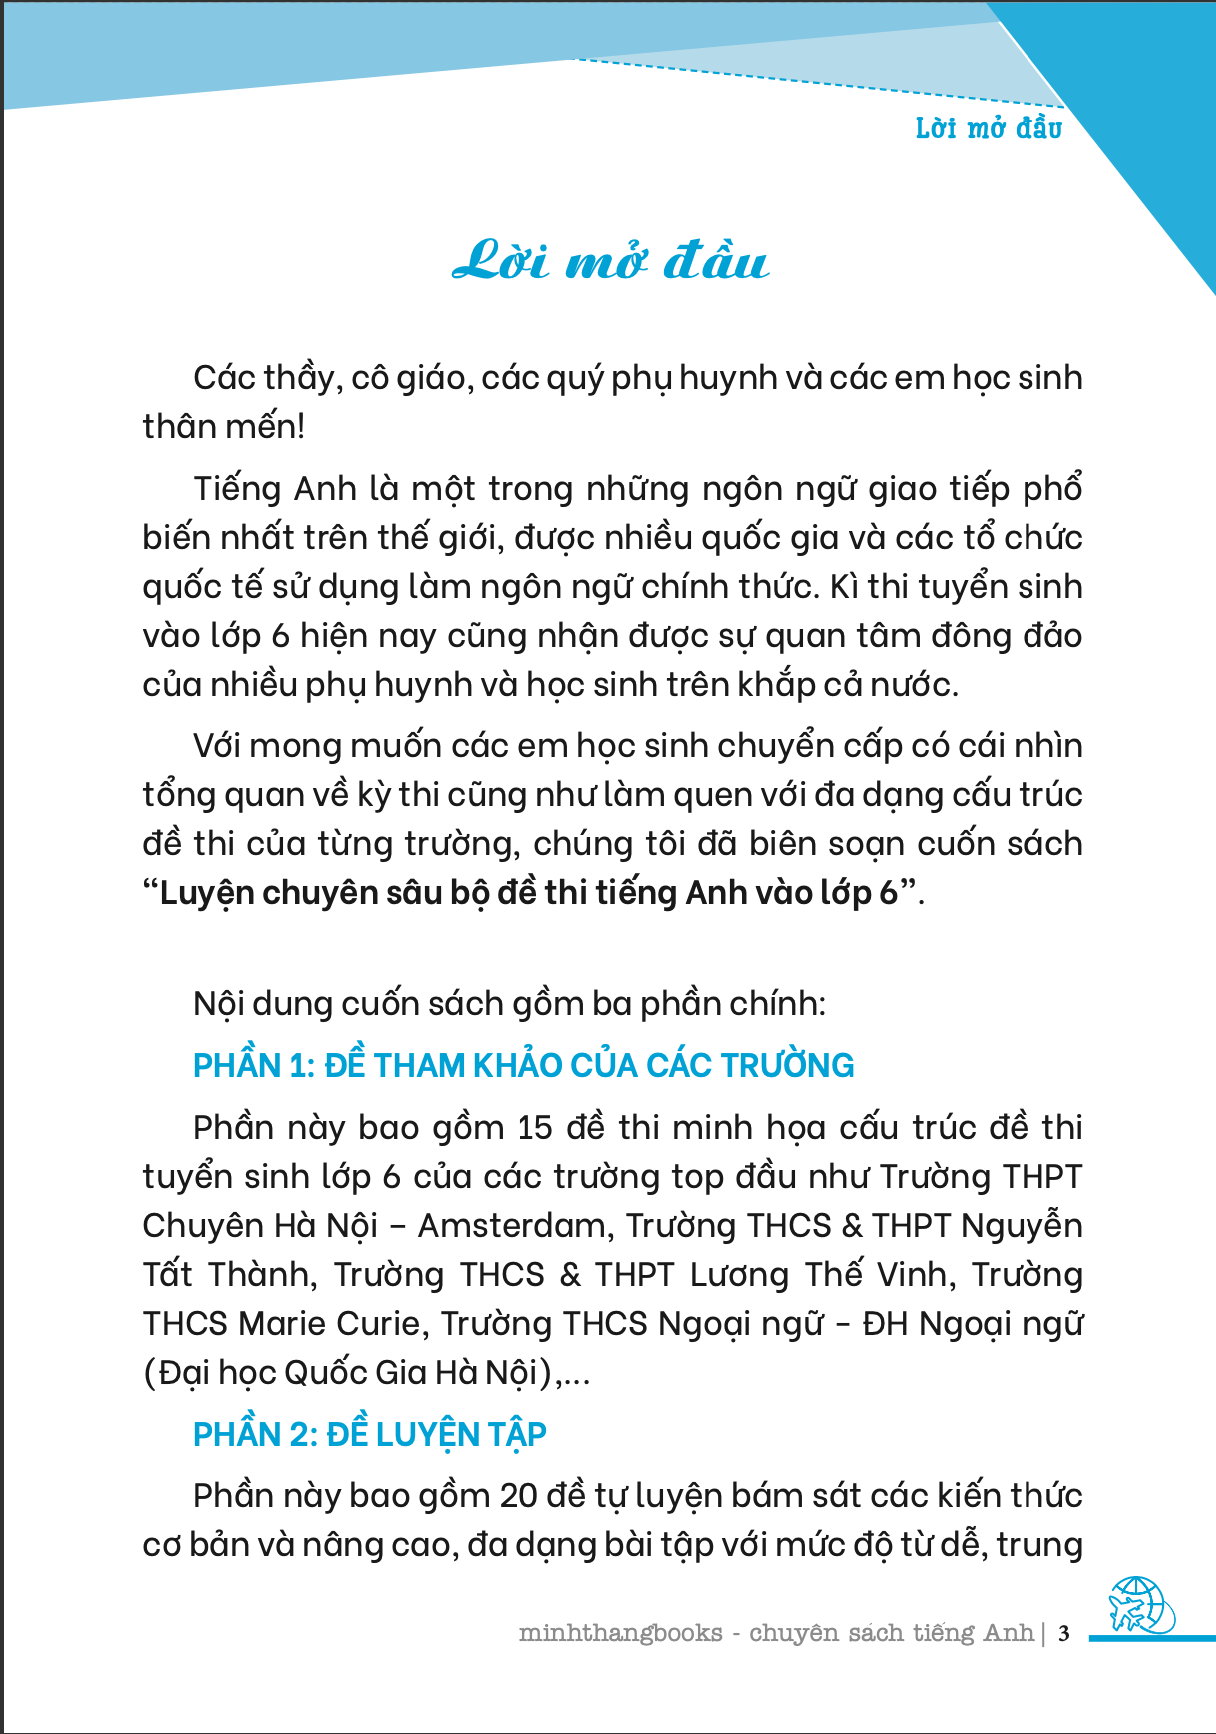 Lời mở đầu
Lời mở đầu
Các thầy, cô giáo, các quý phụ huynh và các em học sinh
thân mến!
Tiếng Anh là một trong những ngôn ngữ giao tiếp phổ
biến nhất trên thế giới, được nhiều quốc gia và các tổ chức
quốc tế sử dụng làm ngôn ngữ chính thức. Kì thi tuyển sinh
vào lớp 6 hiện nay cũng nhận được sự quan tâm đông đảo
của nhiều phụ huynh và học sinh trên khắp cả nước.
Với mong muốn các em học sinh chuyển cấp có cái nhìn
tổng quan về kỳ thi cũng như làm quen với đa dạng cấu trúc
đề thi của từng trường, chúng tôi đã biên soạn cuốn sách
“Luyện chuyên sâu bộ đề thi tiếng Anh vào lớp 6”.
Nội dung cuốn sách gồm ba phần chính:
PHẦN 1: ĐỀ THAM KHẢO CỦA CÁC TRƯỜNG
Phần này bao gồm 15 đề thi minh họa cấu trúc đề thi
tuyển sinh lớp 6 của các trường top đầu như Trường THPT
Chuyên Hà Nội – Amsterdam, Trường THCS & THPT Nguyễn
Tất Thành, Trường THCS & THPT Lương Thế Vinh, Trường
THCS Marie Curie, Trường THCS Ngoại ngữ - ĐH Ngoại ngữ
(Đại học Quốc Gia Hà Nội),...
PHẦN 2: ĐỀ LUYỆN TẬP
Phần này bao gồm 20 đề tự luyện bám sát các kiến thức
cơ bản và nâng cao, đa dạng bài tập với mức độ từ dễ, trung
minhthangbooks - chuyên sách tiếng Anh | 3